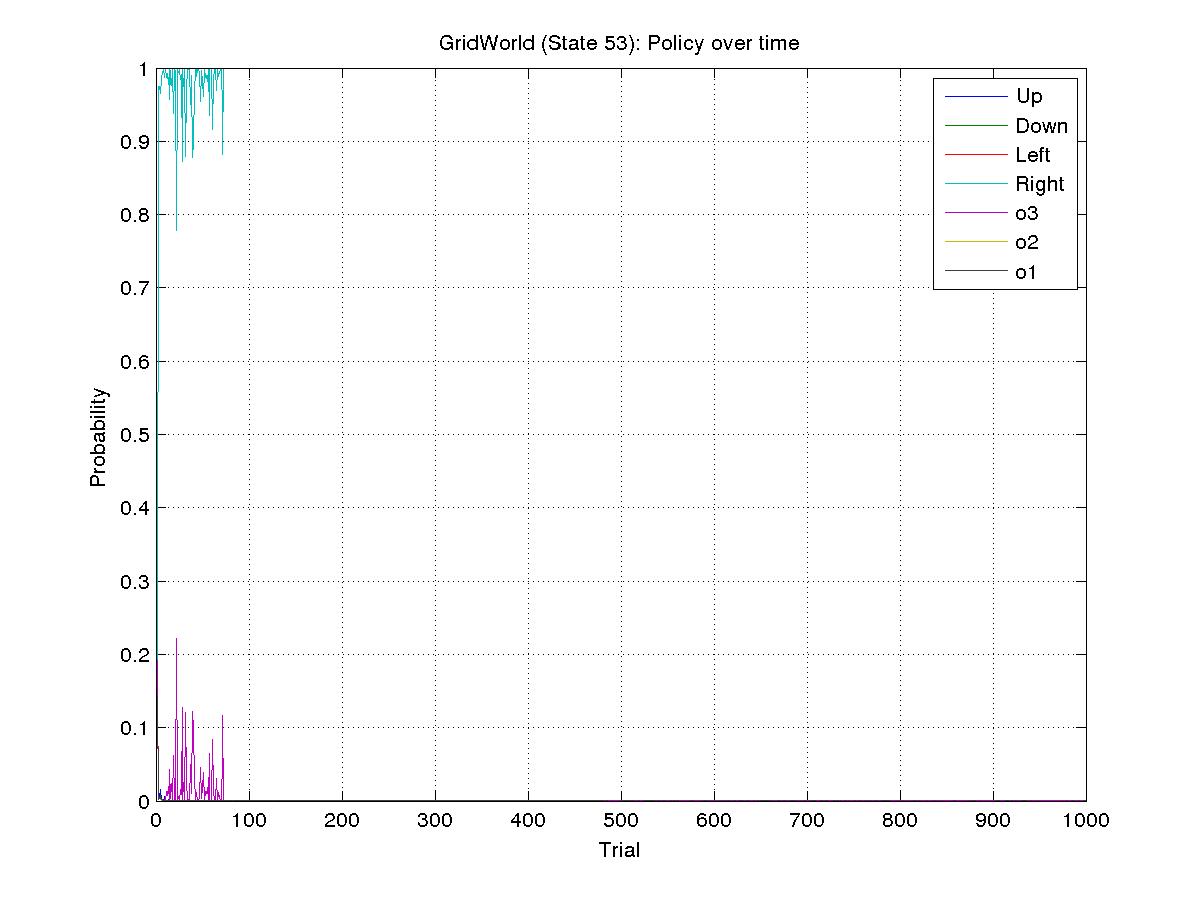 GridWorld (State 53): Policy over time
1
0.9
0.8
0.7
0.6
0.5
0.4
0.3
0.2
0.1
0
Probability
Up
Down
Left
Right
o3
o2
o1
0 100 200 300 400 500 600 700 800 900 1000
Trial